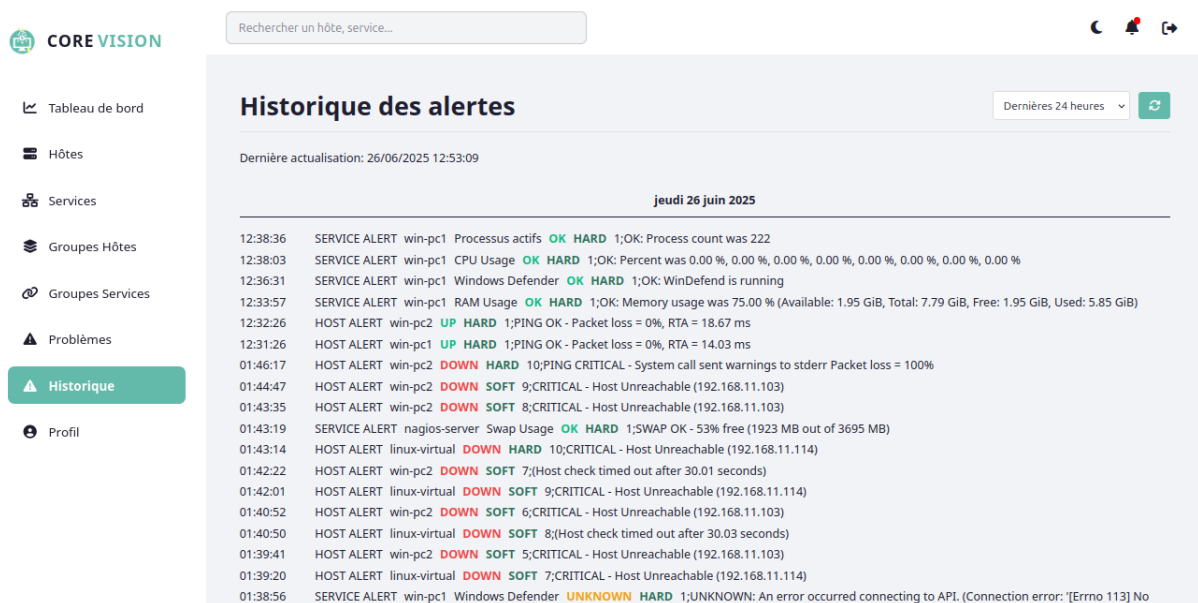 CORE VISION
Rechercher un hôte, service...
Tableau de bord
Hôtes
Services
Groupes Hôtes
Groupes Services
Problèmes
Historique
Profil
Historique des alertes
Dernières 24 heures
Dernière actualisation: 26/06/2025 12:53:09
jeudi 26 juin 2025
12:38:36 SERVICE ALERT win-pc1 Processus actifs OK HARD 1;OK: Process count was 222
12:38:03 SERVICE ALERT win-pc1 CPU Usage OK HARD 1;OK: Percent was 0.00 %, 0.00 %, 0.00 %, 0.00 %, 0.00 %, 0.00 %, 0.00 %, 0.00 %
12:36:31 SERVICE ALERT win-pc1 Windows Defender OK HARD 1;OK: WinDefend is running
12:33:57 SERVICE ALERT win-pc1 RAM Usage OK HARD 1;OK: Memory usage was 75.00 % (Available: 1.95 GiB, Total: 7.79 GiB, Free: 1.95 GiB, Used: 5.85 GiB)
12:32:26 HOST ALERT win-pc2 UP HARD 1;PING OK - Packet loss = 0%, RTA = 18.67 ms
12:31:26 HOST ALERT win-pc1 UP HARD 1;PING OK - Packet loss = 0%, RTA = 14.03 ms
01:46:17 HOST ALERT win-pc2 DOWN HARD 10;PING CRITICAL - System call sent warnings to stderr Packet loss = 100%
01:44:47 HOST ALERT win-pc2 DOWN SOFT 9;CRITICAL - Host Unreachable (192.168.11.103)
01:43:35 HOST ALERT win-pc2 DOWN SOFT 8;CRITICAL - Host Unreachable (192.168.11.103)
01:43:19 SERVICE ALERT nagios-server Swap Usage OK HARD 1;SWAP OK - 53% free (1923 MB out of 3695 MB)
01:43:14 HOST ALERT linux-virtual DOWN HARD 10;CRITICAL - Host Unreachable (192.168.11.114)
01:42:22 HOST ALERT win-pc2 DOWN SOFT 7;(Host check timed out after 30.01 seconds)
01:42:01 HOST ALERT linux-virtual DOWN SOFT 9;CRITICAL - Host Unreachable (192.168.11.114)
01:40:52 HOST ALERT win-pc2 DOWN SOFT 6;CRITICAL - Host Unreachable (192.168.11.103)
01:40:50 HOST ALERT linux-virtual DOWN SOFT 8;(Host check timed out after 30.03 seconds)
01:39:41 HOST ALERT win-pc2 DOWN SOFT 5;CRITICAL - Host Unreachable (192.168.11.103)
01:39:20 HOST ALERT linux-virtual DOWN SOFT 7;CRITICAL - Host Unreachable (192.168.11.114)
01:38:56 SERVICE ALERT win-pc1 Windows Defender UNKNOWN HARD 1;UNKNOWN: An error occurred connecting to API. (Connection error: '[Errno 113] No